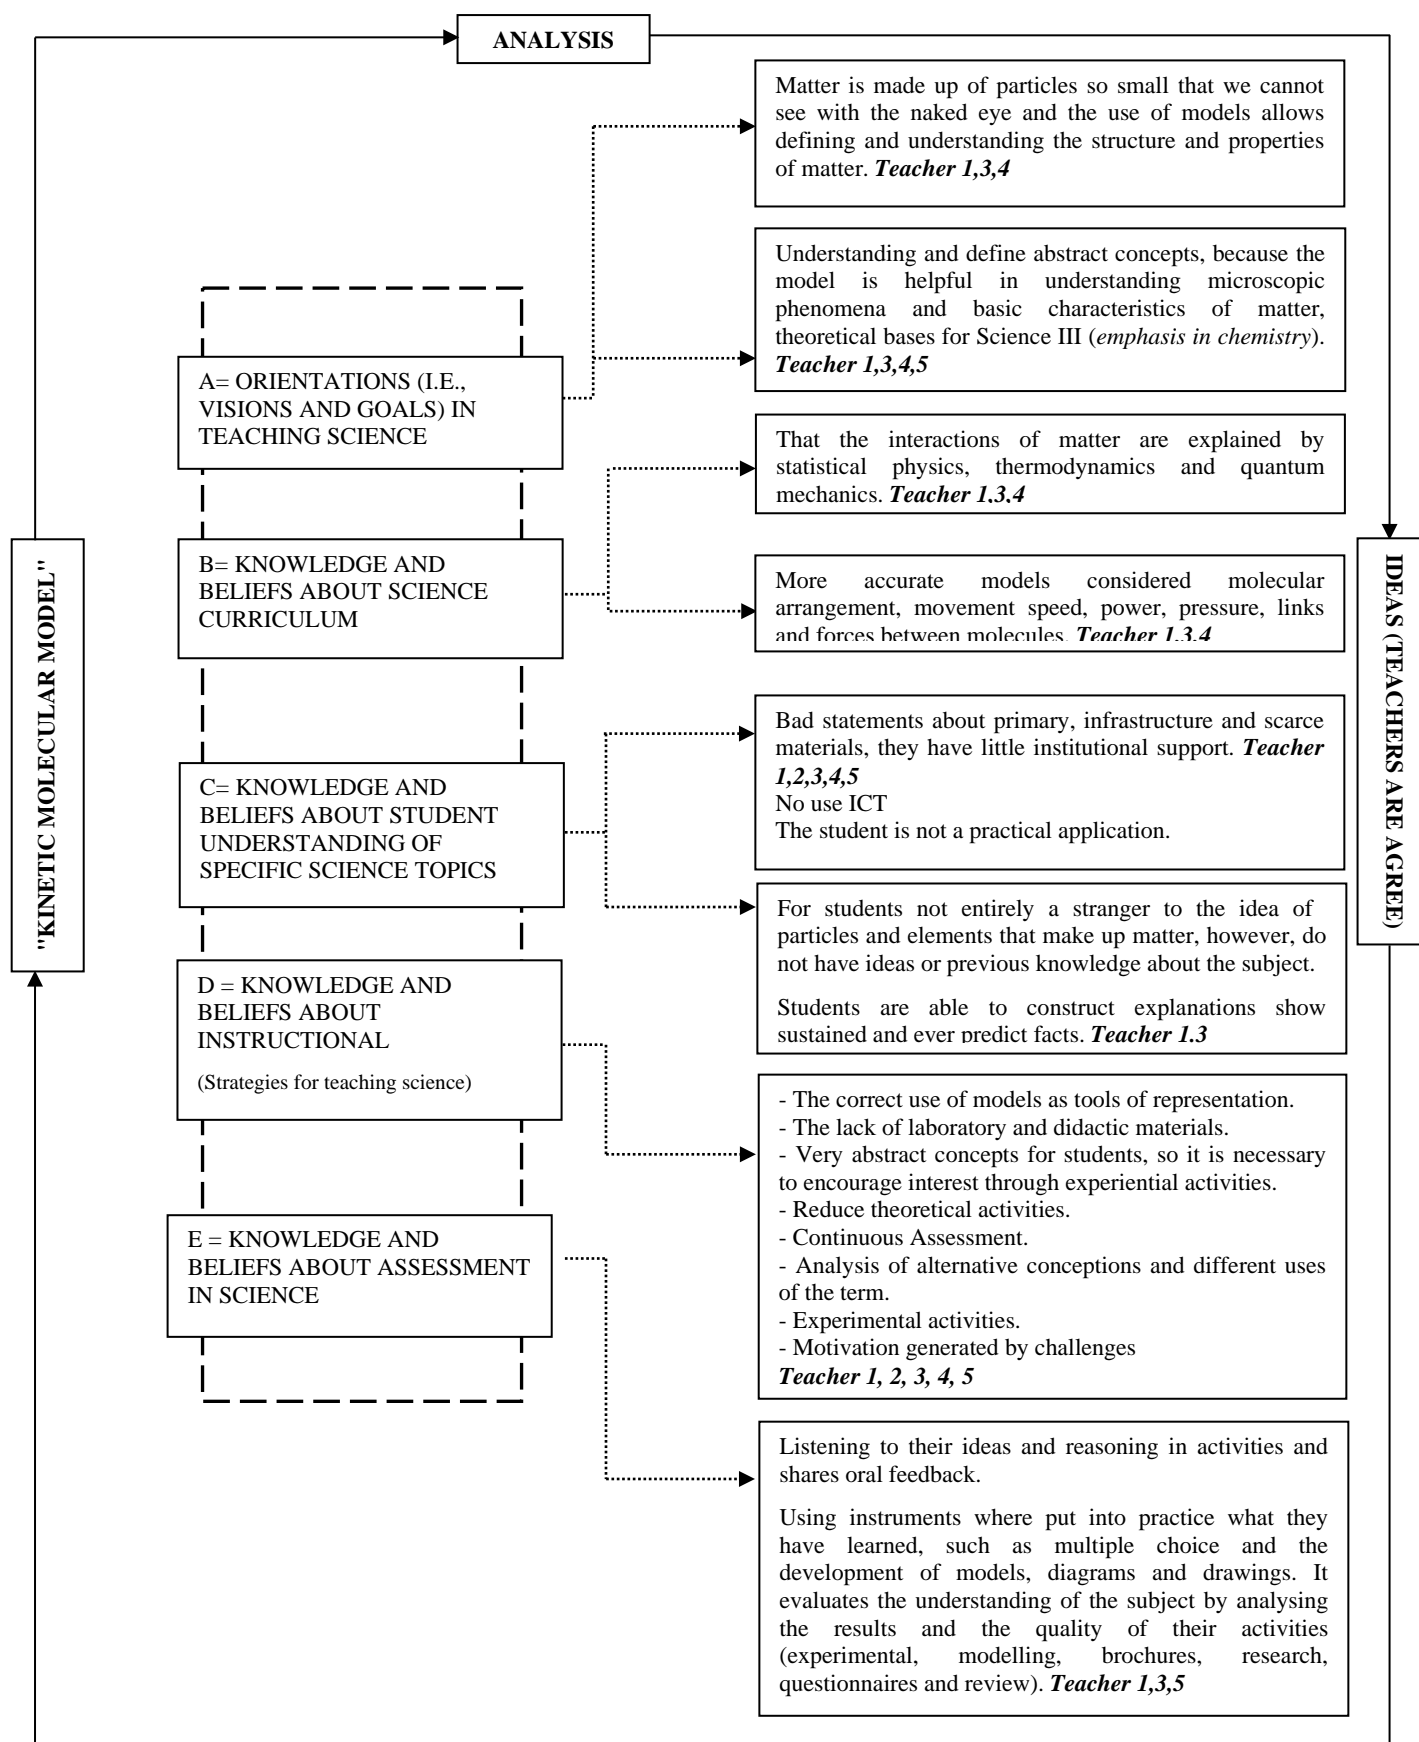 ANALYSIS
Matter is made up of particles so small that we cannot
see with the naked eye and the use of models allows
defining and understanding the structure and properties
of matter. Teacher 1,3,4
Understanding and define abstract concepts, because the
model is helpful in understanding microscopic
phenomena and basic characteristics of matter,
theoretical bases for Science III (emphasis in chemistry).
Teacher 1,3,4,5
A= ORIENTATIONS (I.E.,
VISIONS AND GOALS) IN
TEACHING SCIENCE
That the interactions of matter are explained by
statistical physics, thermodynamics and quantum
mechanics. Teacher 1,3,4
"KINETIC MOLECULAR MODEL"
B= KNOWLEDGE AND
BELIEFS ABOUT SCIENCE
CURRICULUM
More accurate models considered molecular
arrangement, movement speed, power, pressure, links
and forces between molecules. Teacher 1,3,4
IDEAS (TEACHERS ARE AGREE)
Bad statements about primary, infrastructure and scarce
materials, they have little institutional support. Teacher
1,2,3,4,5
No use ICT
The student is not a practical application.
C= KNOWLEDGE AND
BELIEFS ABOUT STUDENT
UNDERSTANDING OF
SPECIFIC SCIENCE TOPICS
For students not entirely a stranger to the idea of
particles and elements that make up matter, however, do
not have ideas or previous knowledge about the subject.
Students are able to construct explanations show
sustained and ever predict facts. Teacher 1.3
D = KNOWLEDGE AND
BELIEFS ABOUT
INSTRUCTIONAL
(Strategies for teaching science)
- The correct use of models as tools of representation.
- The lack of laboratory and didactic materials.
- Very abstract concepts for students, so it is necessary
to encourage interest through experiential activities.
- Reduce theoretical activities.
- Continuous Assessment.
- Analysis of alternative conceptions and different uses
of the term.
- Experimental activities.
- Motivation generated by challenges
Teacher 1, 2, 3, 4, 5
E = KNOWLEDGE AND
BELIEFS ABOUT ASSESSMENT
IN SCIENCE
Listening to their ideas and reasoning in activities and
shares oral feedback.
Using instruments where put into practice what they
have learned, such as multiple choice and the
development of models, diagrams and drawings. It
evaluates the understanding of the subject by analysing
the results and the quality of their activities
(experimental, modelling, brochures, research,
questionnaires and review). Teacher 1,3,5